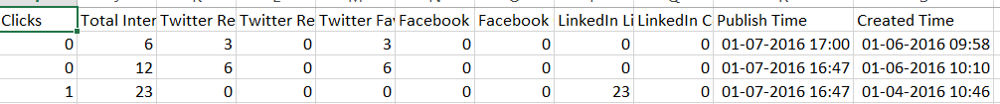 Clicks Total Inter Twitter Re Twitter Re Twitter Fav Facebook Facebook LinkedIn Li LinkedIn C Publish Time Created Time
0 6 3 0 3 0 0 0 0 01-07-2016 17:00 01-06-2016 09:58
0 12 6 0 6 0 0 0 0 01-07-2016 16:47 01-06-2016 10:10
1 23 0 0 0 0 0 23 0 01-07-2016 16:47 01-04-2016 10:46